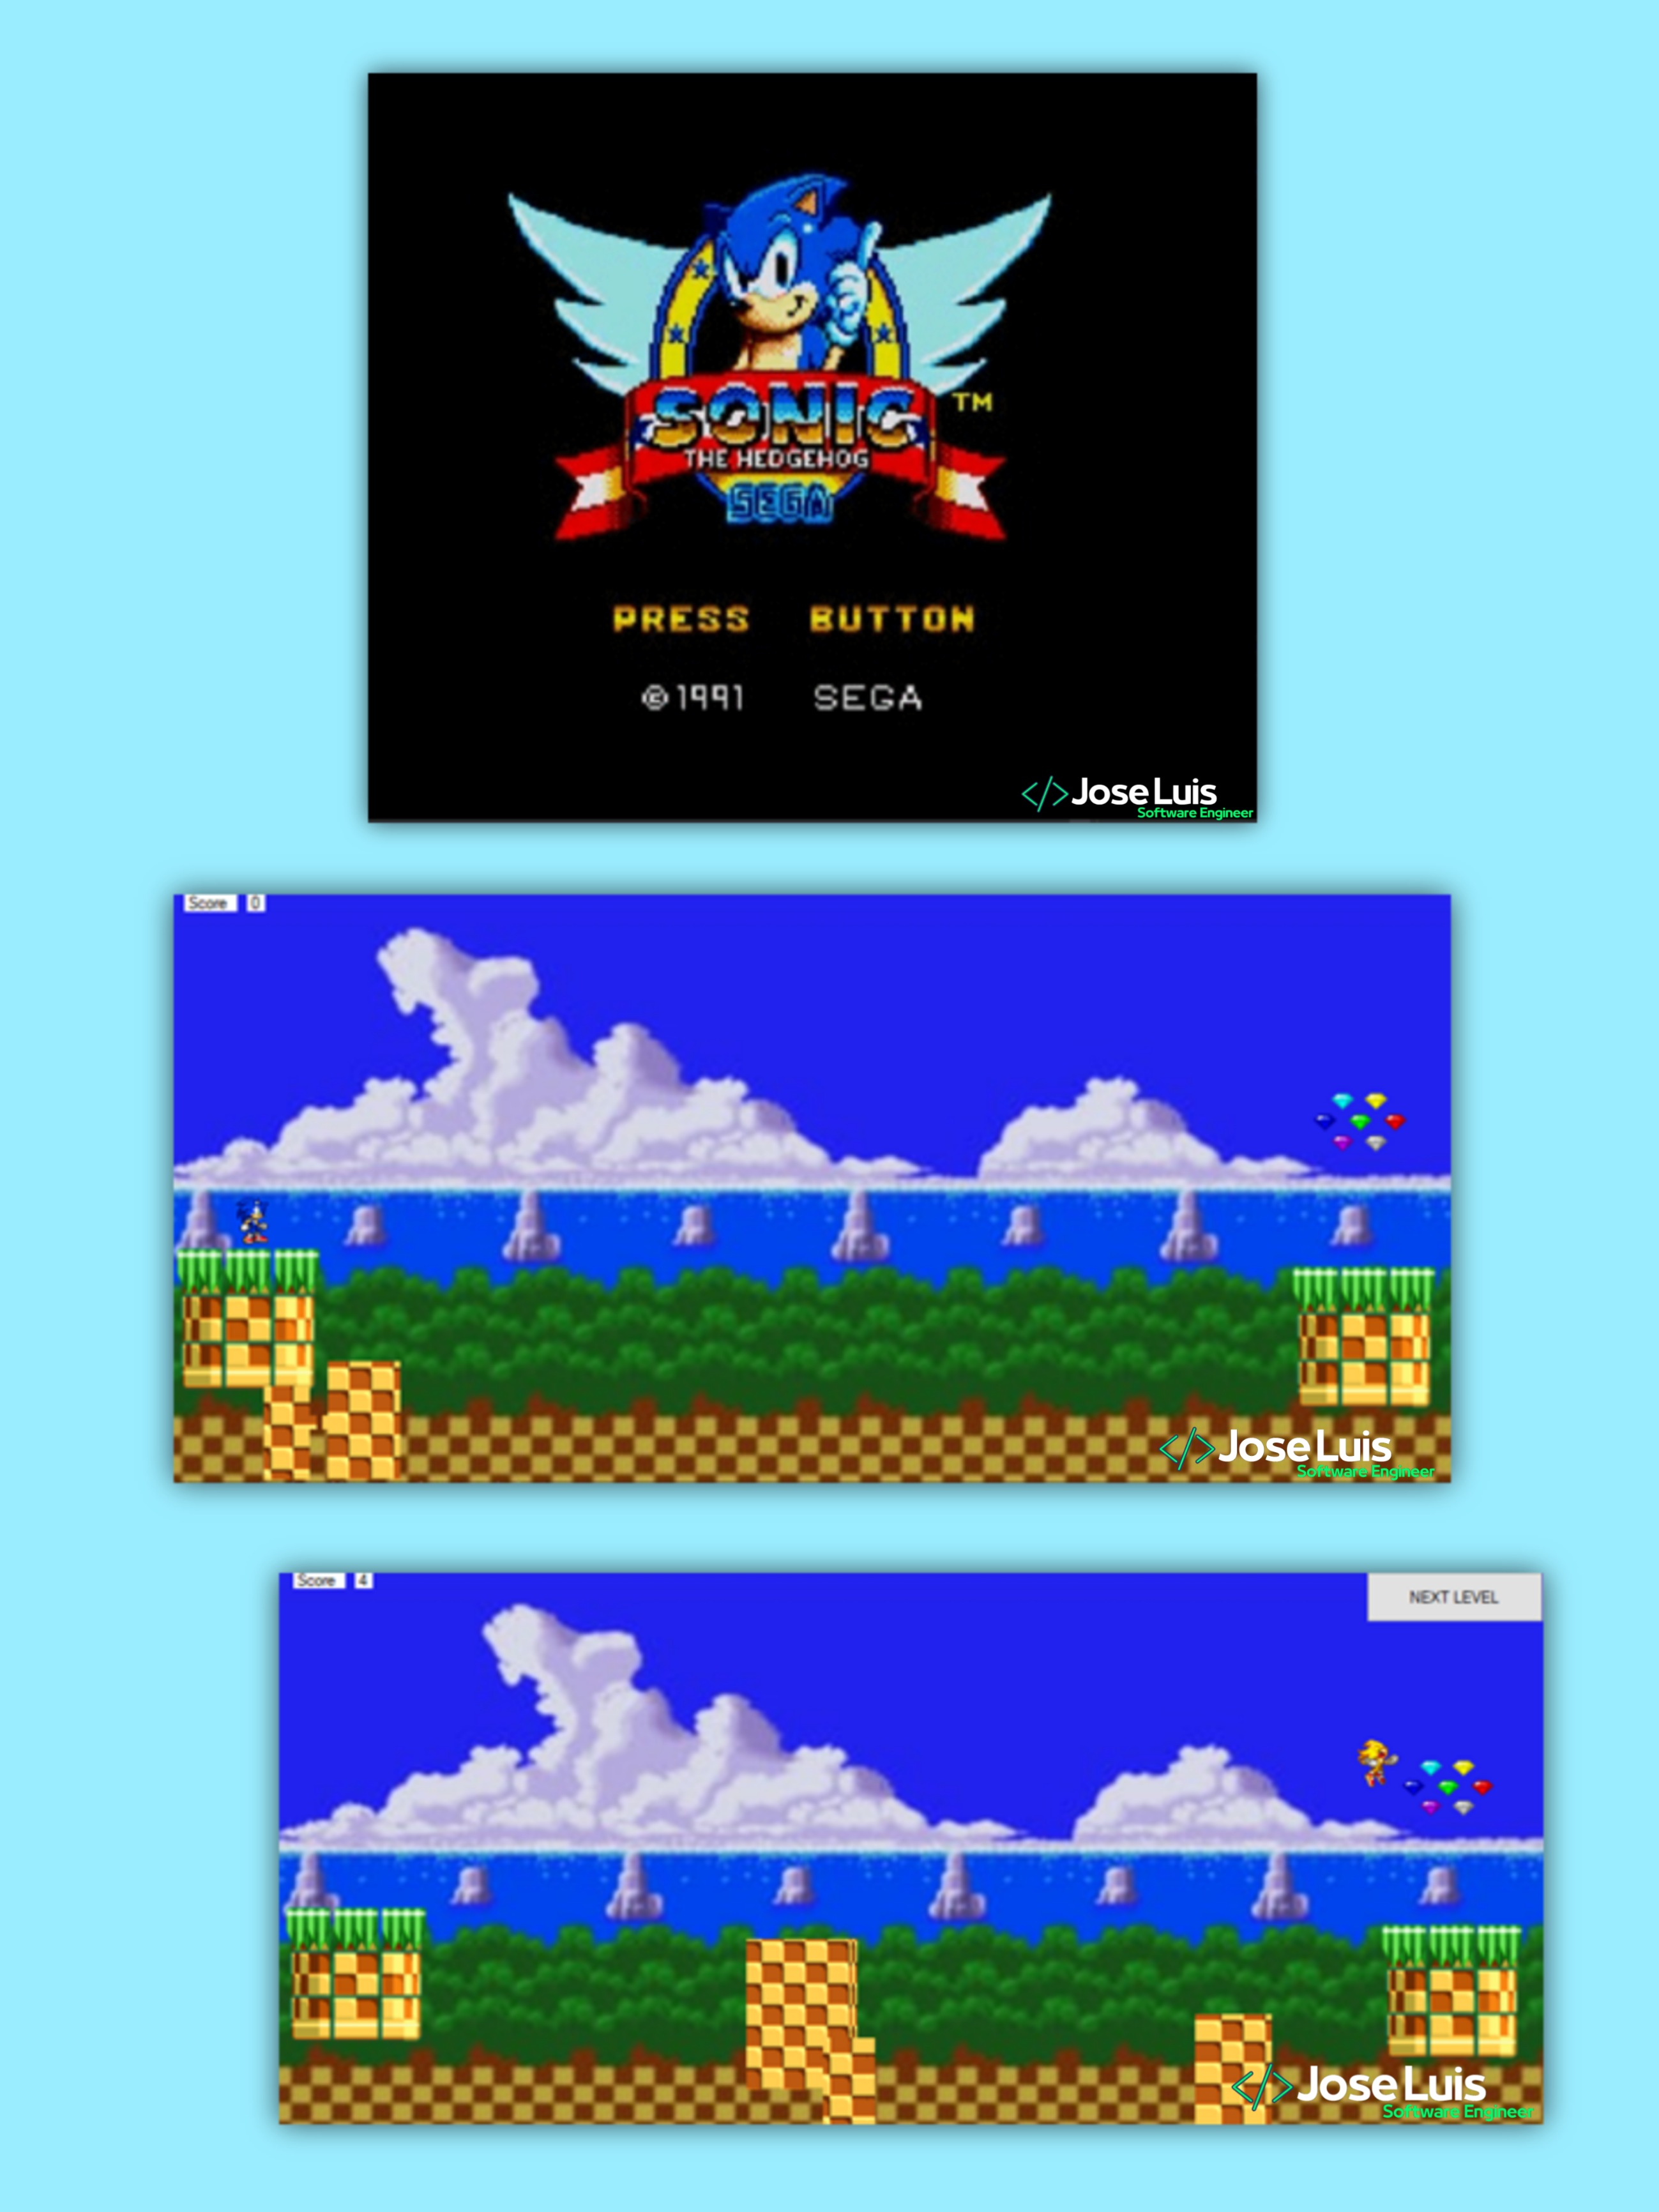 SONIC
TM
THE HEDGEHOG
SEGA
PRESS BUTTON
©1991 SEGA
</> Jose Luis
Software Engineer
Score 0
</> Jose Luis
Software Engineer
Score 4
NEXT LEVEL
</> Jose Luis
Software Engineer